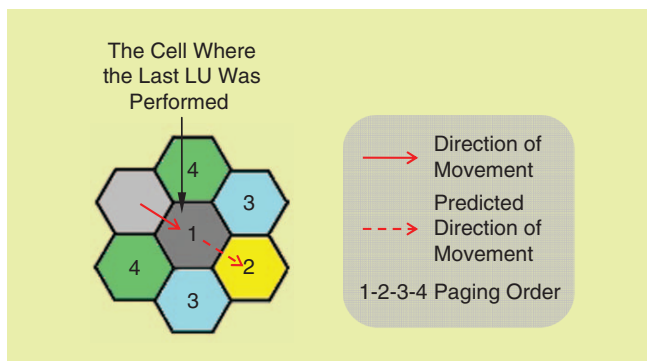 The Cell Where
the Last LU Was
Performed
4
3
1
4
2
3
Direction of
Movement
Predicted
Direction of
Movement
1-2-3-4 Paging Order